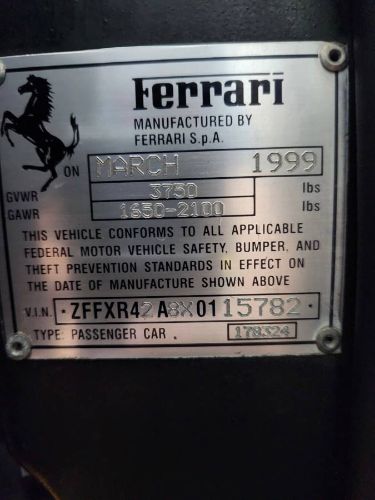 Ferrari
MANUFACTURED BY
FERRARI S.p.A.
ON MARCH 1999
GVWR 3750 lbs
GAWR 1650-2100 lbs
THIS VEHICLE CONFORMS TO ALL APPLICABLE
FEDERAL MOTOR VEHICLE SAFETY, BUMPER, AND
THEFT PREVENTION STANDARDS IN EFFECT ON
THE DATE OF MANUFACTURE SHOWN ABOVE
V.I.N. · ZFFXR42A8X0115782 ·
TYPE: PASSENGER CAR . 178324